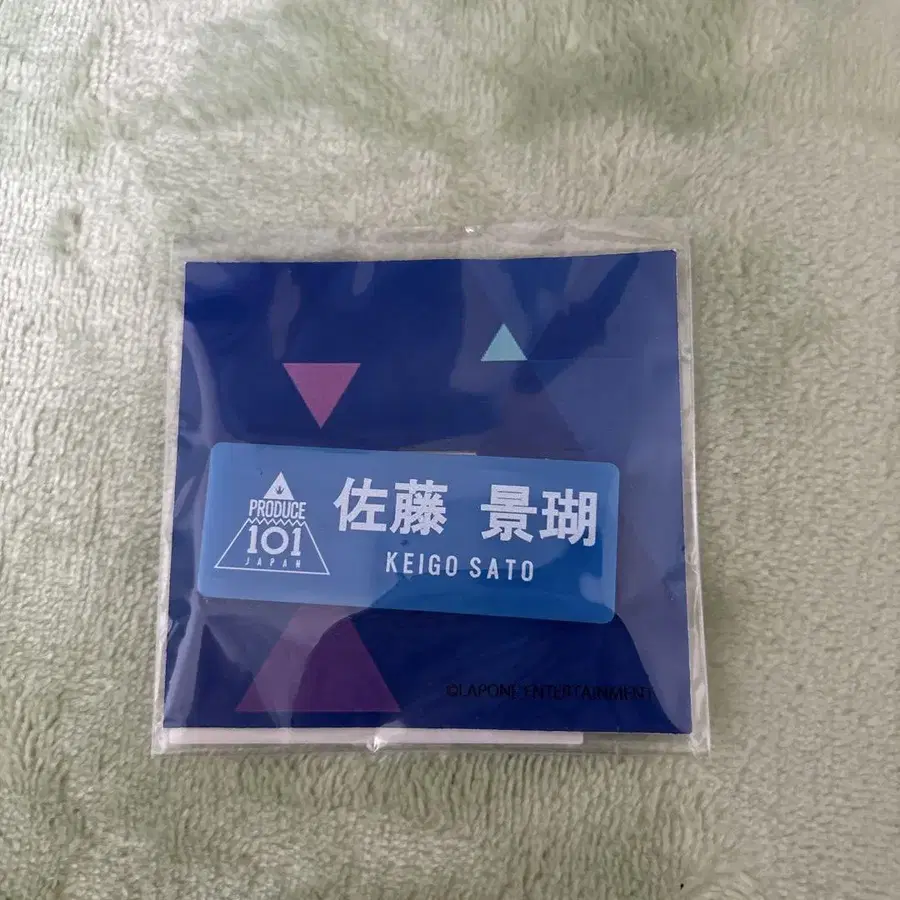 PRODUCE
101
JAPAN
佐藤 景瑚
KEIGO SATO
©LAPONE ENTERTAINMENT